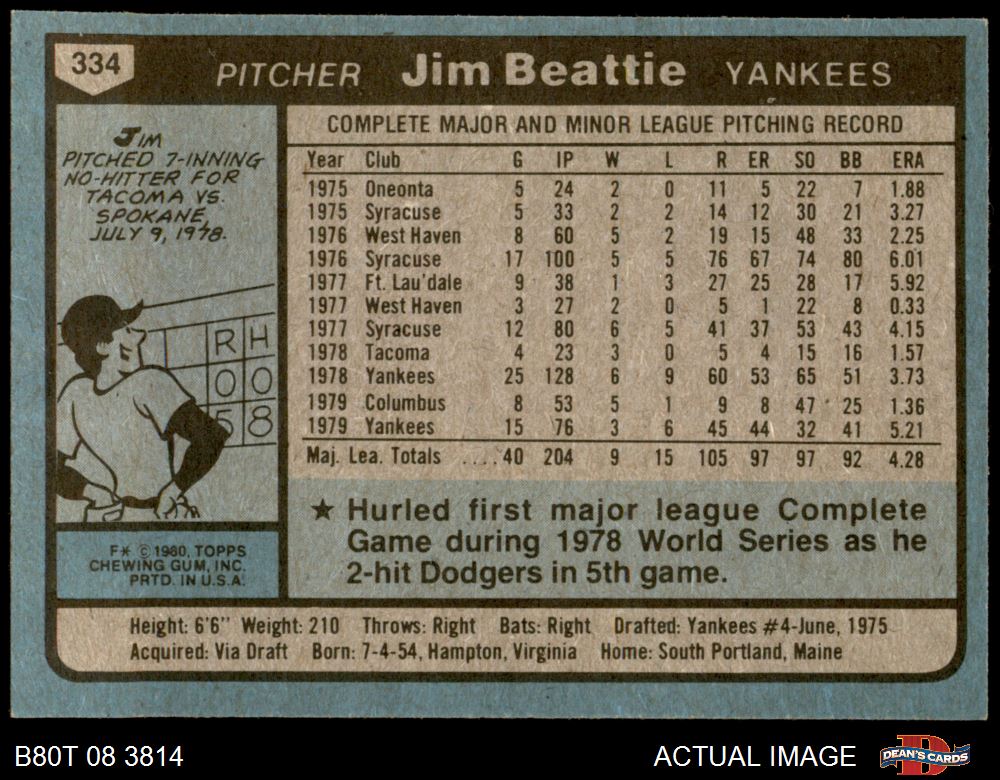 334
PITCHER Jim Beattie YANKEES
JIM
PITCHED 7-INNING
NO-HITTER FOR
TACOMA VS.
SPOKANE,
JULY 9, 1978.
R H
0 0
5 8
F* © 1980, TOPPS
CHEWING GUM, INC.
PRTD. IN U.S.A.
COMPLETE MAJOR AND MINOR LEAGUE PITCHING RECORD
Year Club G IP W L R ER SO BB ERA
1975 Oneonta 5 24 2 0 11 5 22 7 1.88
1975 Syracuse 5 33 2 2 14 12 30 21 3.27
1976 West Haven 8 60 5 2 19 15 48 33 2.25
1976 Syracuse 17 100 5 5 76 67 74 80 6.01
1977 Ft. Lau'dale 9 38 1 3 27 25 28 17 5.92
1977 West Haven 3 27 2 0 5 1 22 8 0.33
1977 Syracuse 12 80 6 5 41 37 53 43 4.15
1978 Tacoma 4 23 3 0 5 4 15 16 1.57
1978 Yankees 25 128 6 9 60 53 65 51 3.73
1979 Columbus 8 53 5 1 9 8 47 25 1.36
1979 Yankees 15 76 3 6 45 44 32 41 5.21
Maj. Lea. Totals ....40 204 9 15 105 97 97 92 4.28
★ Hurled first major league Complete
Game during 1978 World Series as he
2-hit Dodgers in 5th game.
Height: 6'6" Weight: 210 Throws: Right Bats: Right Drafted: Yankees #4-June, 1975
Acquired: Via Draft Born: 7-4-54, Hampton, Virginia Home: South Portland, Maine
B80T 08 3814
ACTUAL IMAGE
DEAN'S CARDS